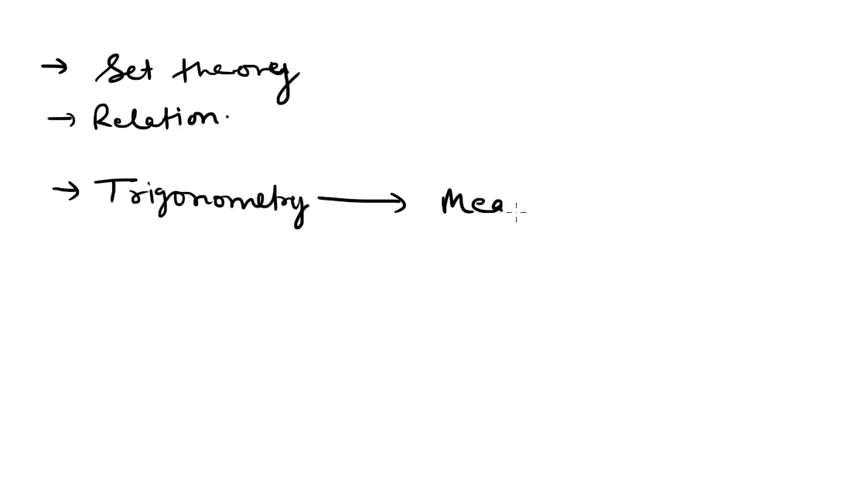 → Set theory
→ Relation.
→ Trigonometry → Mea